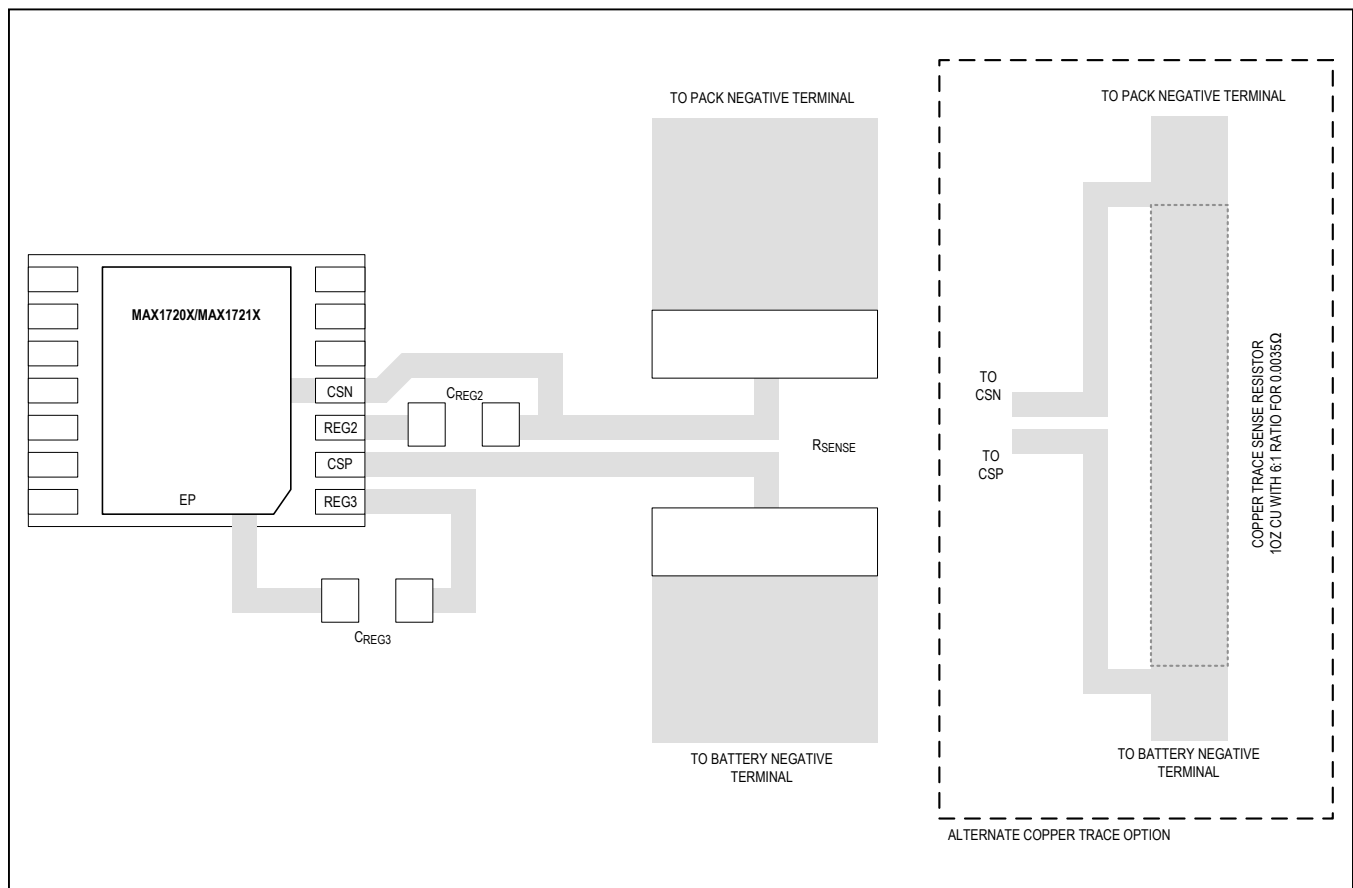 TO PACK NEGATIVE TERMINAL
TO PACK NEGATIVE TERMINAL
MAX1720X/MAX1721X
CSN
REG2
CSP
REG3
EP
CREG2
CREG3
RSENSE
TO BATTERY NEGATIVE
TERMINAL
TO
CSN
TO
CSP
COPPER TRACE SENSE RESISTOR
1OZ CU WITH 6:1 RATIO FOR 0.0035Ω
TO BATTERY NEGATIVE
TERMINAL
ALTERNATE COPPER TRACE OPTION